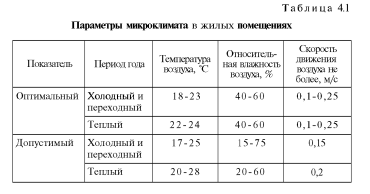 Таблица 4.1
Параметры микроклимата в жилых помещениях
Показатель Период года Температура воздуха, °С Относитель-ная влажность воздуха, % Скорость движения воздуха не более, м/с
Оптимальный Холодный и переходный 18-23 40-60 0,1-0,25
Теплый 22-24 40-60 0,1-0,25
Допустимый Холодный и переходный 17-25 15-75 0,15
Теплый 20-28 20-60 0,2